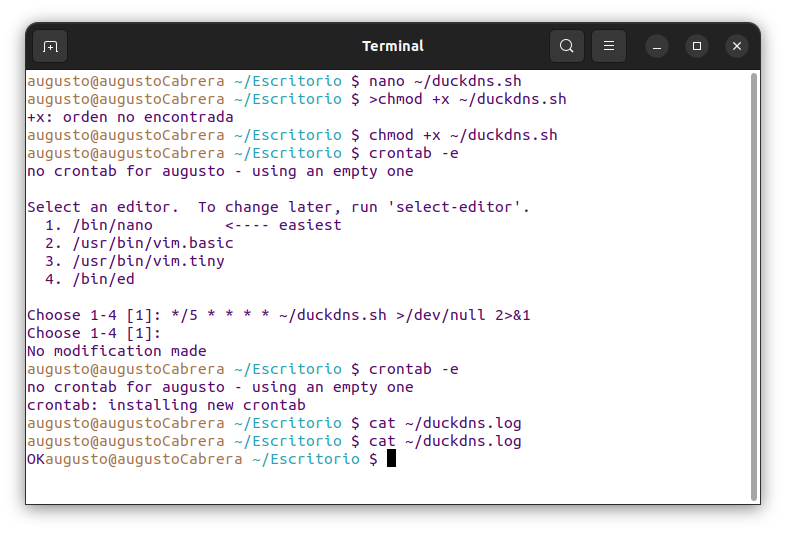 Terminal
augusto@augustoCabrera ~/Escritorio $ nano ~/duckdns.sh
augusto@augustoCabrera ~/Escritorio $ >chmod +x ~/duckdns.sh
+x: orden no encontrada
augusto@augustoCabrera ~/Escritorio $ chmod +x ~/duckdns.sh
augusto@augustoCabrera ~/Escritorio $ crontab -e
no crontab for augusto - using an empty one

Select an editor.  To change later, run 'select-editor'.
  1. /bin/nano        <---- easiest
  2. /usr/bin/vim.basic
  3. /usr/bin/vim.tiny
  4. /bin/ed

Choose 1-4 [1]: */5 * * * * ~/duckdns.sh >/dev/null 2>&1
Choose 1-4 [1]:
No modification made
augusto@augustoCabrera ~/Escritorio $ crontab -e
no crontab for augusto - using an empty one
crontab: installing new crontab
augusto@augustoCabrera ~/Escritorio $ cat ~/duckdns.log
augusto@augustoCabrera ~/Escritorio $ cat ~/duckdns.log
OKaugusto@augustoCabrera ~/Escritorio $